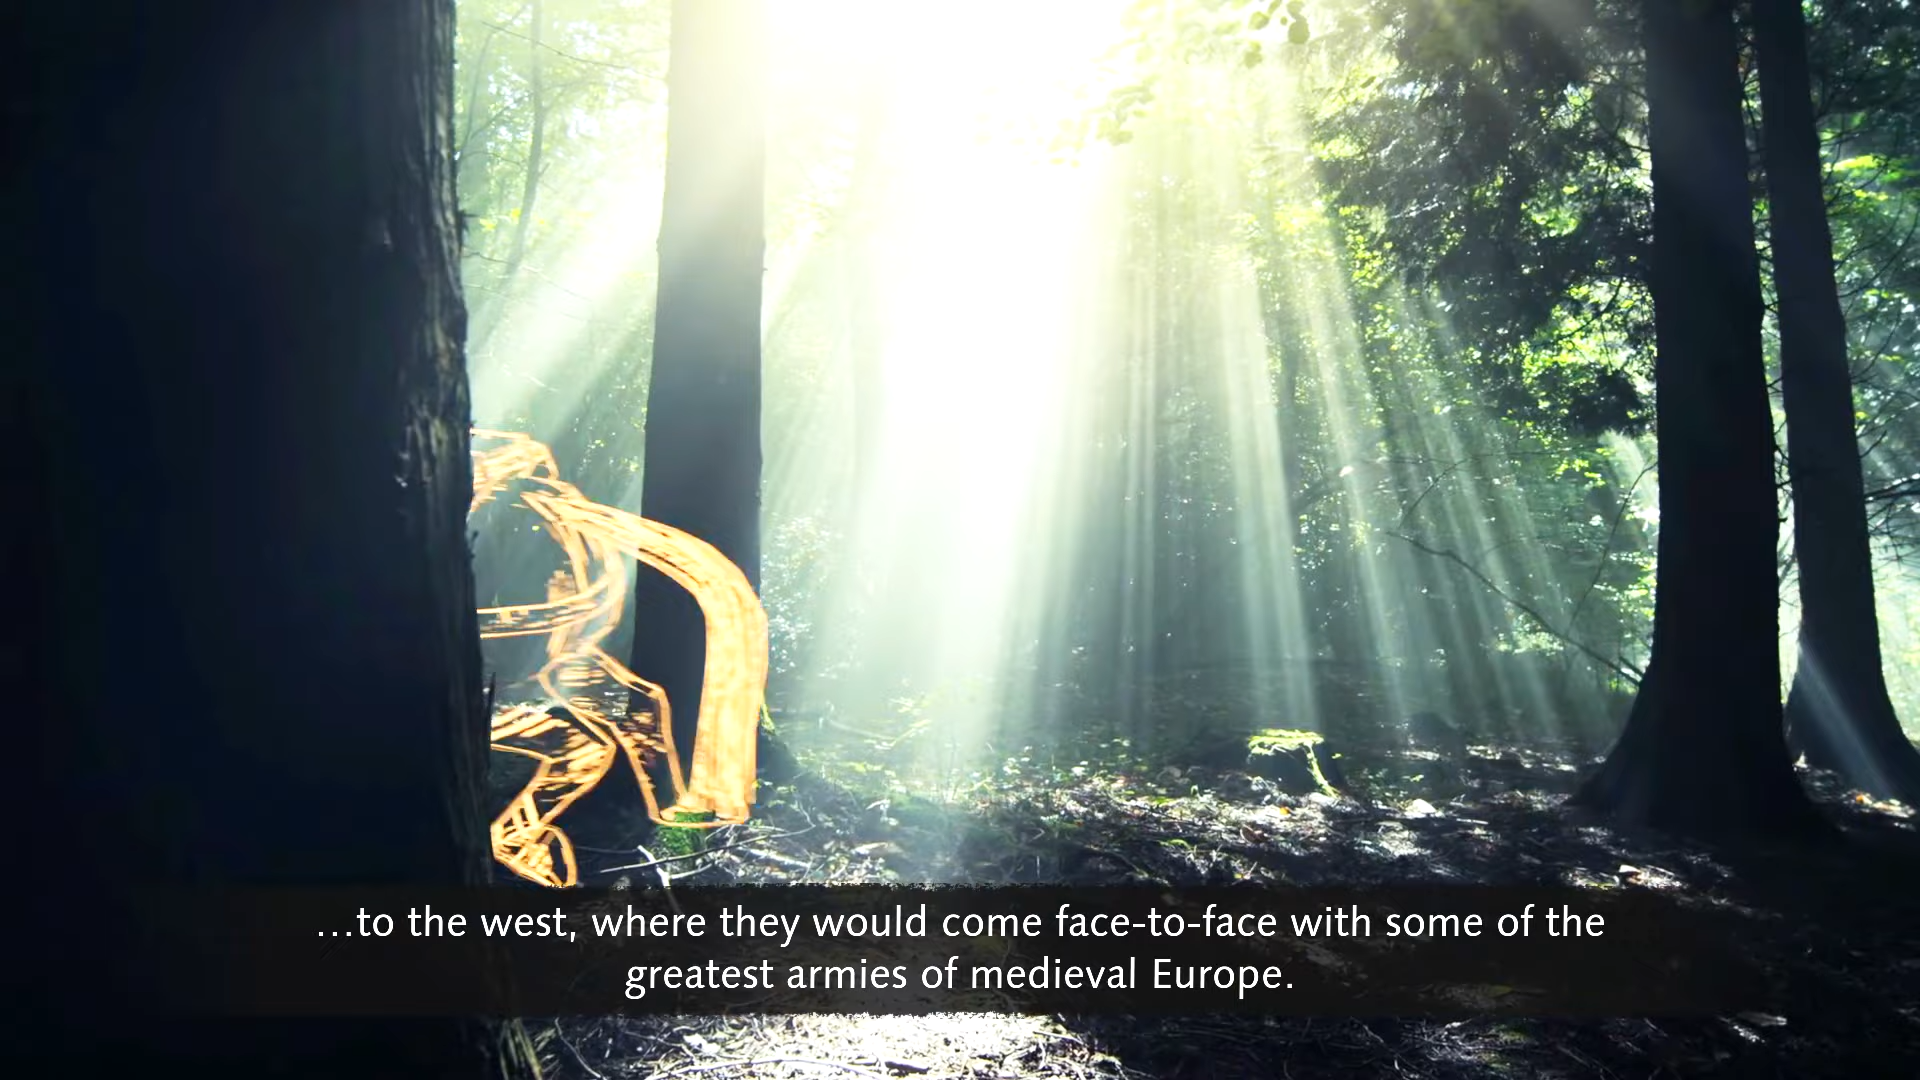 …to the west, where they would come face-to-face with some of the
greatest armies of medieval Europe.